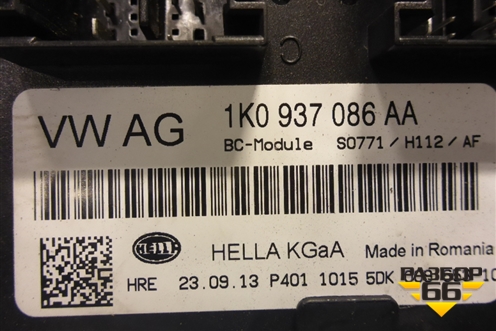 C
VW AG
1K0 937 086 AA
BC-Module S0771 / H112 / AF
HELLA
HELLA KGaA Made in Romania
HRE 23.09.13 P401 1015 5DK
РАЗБОР
66